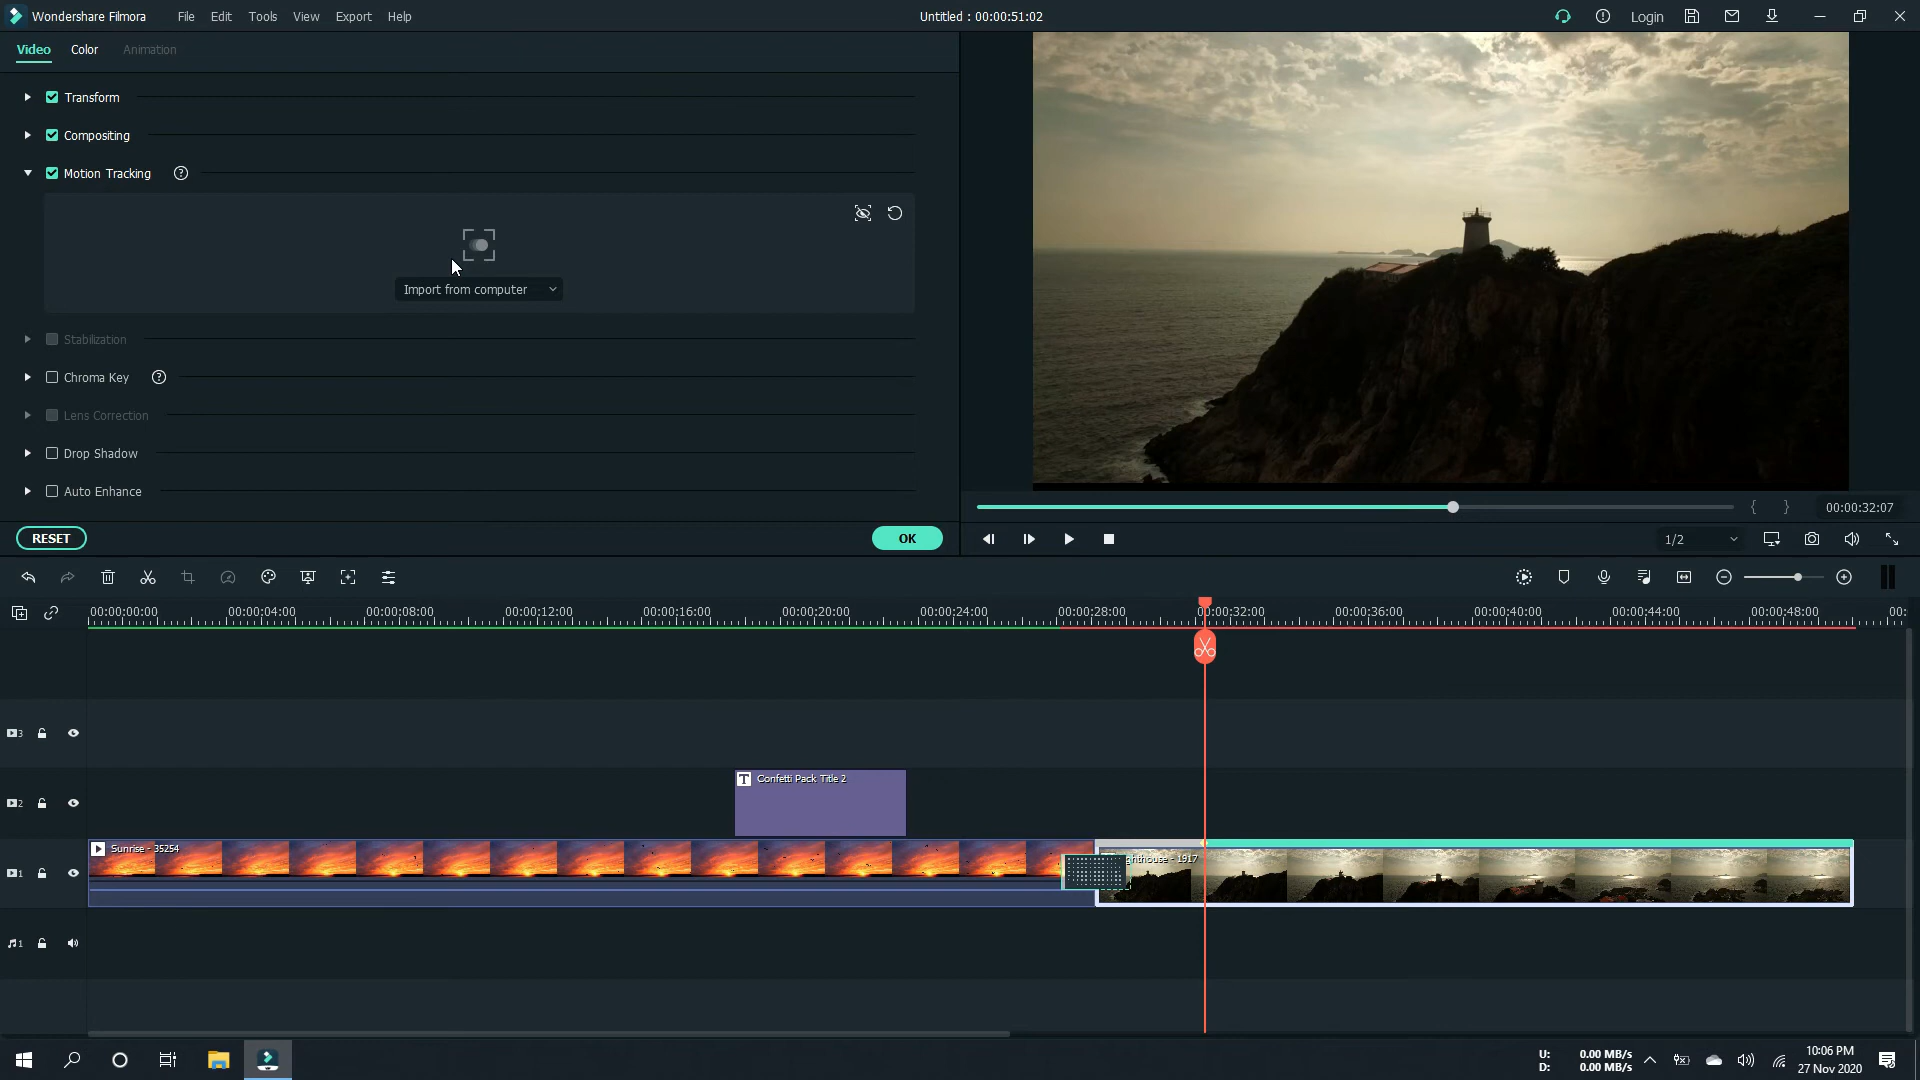 Wondershare Filmora File Edit Tools View Export Help Untitled : 00:00:51:02 Login
Video Color Animation
Transform
Compositing
Motion Tracking
Import from computer
Stabilization
Chroma Key
Lens Correction
Drop Shadow
Auto Enhance
RESET OK
00:00:32:07
1/2
00:00:00:00 00:00:04:00 00:00:08:00 00:00:12:00 00:00:16:00 00:00:20:00 00:00:24:00 00:00:28:00 00:00:32:00 00:00:36:00 00:00:40:00 00:00:44:00 00:00:48:00 00:
3
2
T Confetti Pack Title 2
1
Sunrise - 35254
ghthouse - 1917
1
U: 0.00 MB/s
D: 0.00 MB/s
10:06 PM
27 Nov 2020